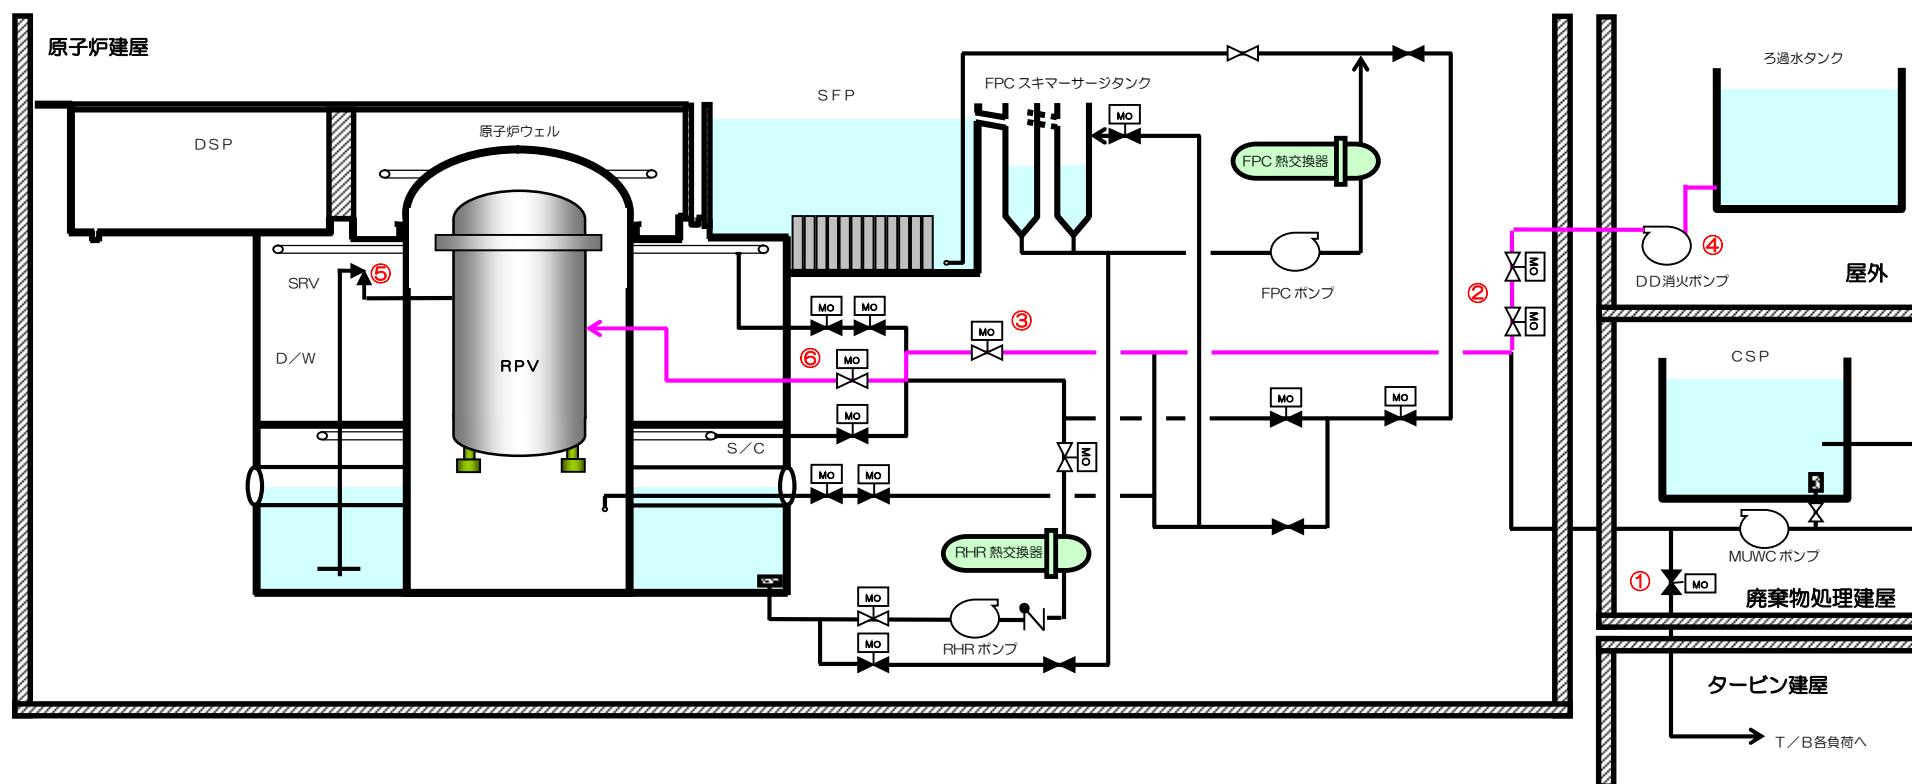 原子炉建屋
ろ過水タンク
FPC スキマーサージタンク
SFP
MO
原子炉ウェル
DSP
FPC 熱交換器
④
屋外
DD消火ポンプ
⑤
SRV
MO
②
FPC ポンプ
MO
MO
MO
③
MO
⑥
MO
D/W
RPV
CSP
MO
MO
MO
S/C
MO
MO
MO
RHR 熱交換器
MUWC ポンプ
①
MO
廃棄物処理建屋
MO
RHR ポンプ
MO
タービン建屋
T/B各負荷へ